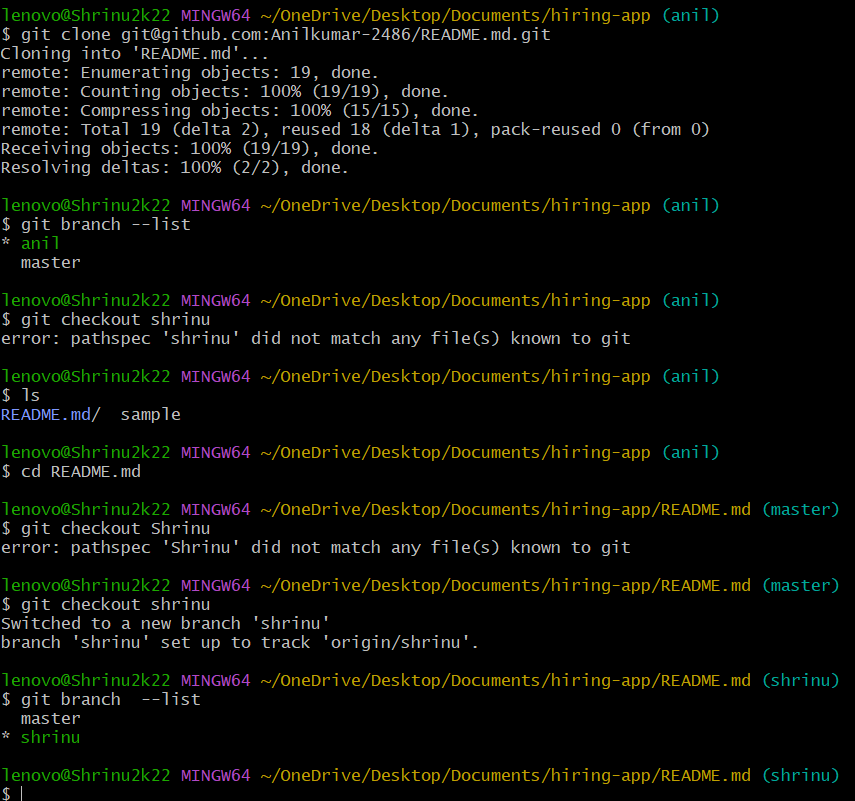 lenovo@Shrinu2k22 MINGW64 ~/OneDrive/Desktop/Documents/hiring-app (anil)
$ git clone git@github.com:Anilkumar-2486/README.md.git
Cloning into 'README.md'...
remote: Enumerating objects: 19, done.
remote: Counting objects: 100% (19/19), done.
remote: Compressing objects: 100% (15/15), done.
remote: Total 19 (delta 2), reused 18 (delta 1), pack-reused 0 (from 0)
Receiving objects: 100% (19/19), done.
Resolving deltas: 100% (2/2), done.

lenovo@Shrinu2k22 MINGW64 ~/OneDrive/Desktop/Documents/hiring-app (anil)
$ git branch --list
* anil
  master

lenovo@Shrinu2k22 MINGW64 ~/OneDrive/Desktop/Documents/hiring-app (anil)
$ git checkout shrinu
error: pathspec 'shrinu' did not match any file(s) known to git

lenovo@Shrinu2k22 MINGW64 ~/OneDrive/Desktop/Documents/hiring-app (anil)
$ ls
README.md/  sample

lenovo@Shrinu2k22 MINGW64 ~/OneDrive/Desktop/Documents/hiring-app (anil)
$ cd README.md

lenovo@Shrinu2k22 MINGW64 ~/OneDrive/Desktop/Documents/hiring-app/README.md (master)
$ git checkout Shrinu
error: pathspec 'Shrinu' did not match any file(s) known to git

lenovo@Shrinu2k22 MINGW64 ~/OneDrive/Desktop/Documents/hiring-app/README.md (master)
$ git checkout shrinu
Switched to a new branch 'shrinu'
branch 'shrinu' set up to track 'origin/shrinu'.

lenovo@Shrinu2k22 MINGW64 ~/OneDrive/Desktop/Documents/hiring-app/README.md (shrinu)
$ git branch  --list
  master
* shrinu

lenovo@Shrinu2k22 MINGW64 ~/OneDrive/Desktop/Documents/hiring-app/README.md (shrinu)
$